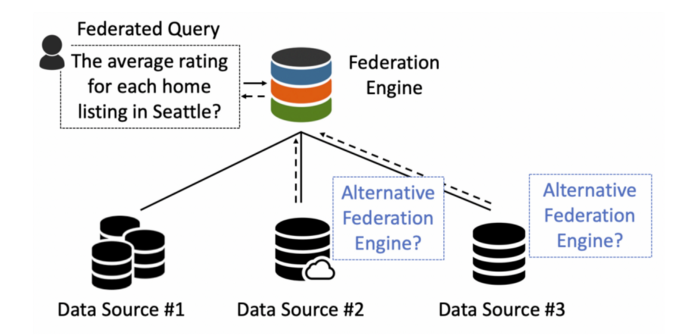 Federated Query
The average rating
for each home
listing in Seattle?
Federation
Engine
Alternative
Federation
Engine?
Alternative
Federation
Engine?
Data Source #1
Data Source #2
Data Source #3